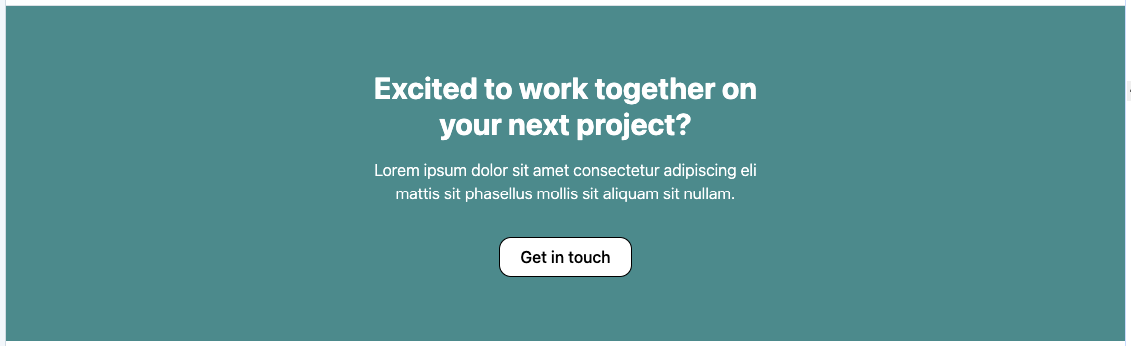 Excited to work together on
your next project?
Lorem ipsum dolor sit amet consectetur adipiscing eli
mattis sit phasellus mollis sit aliquam sit nullam.
Get in touch